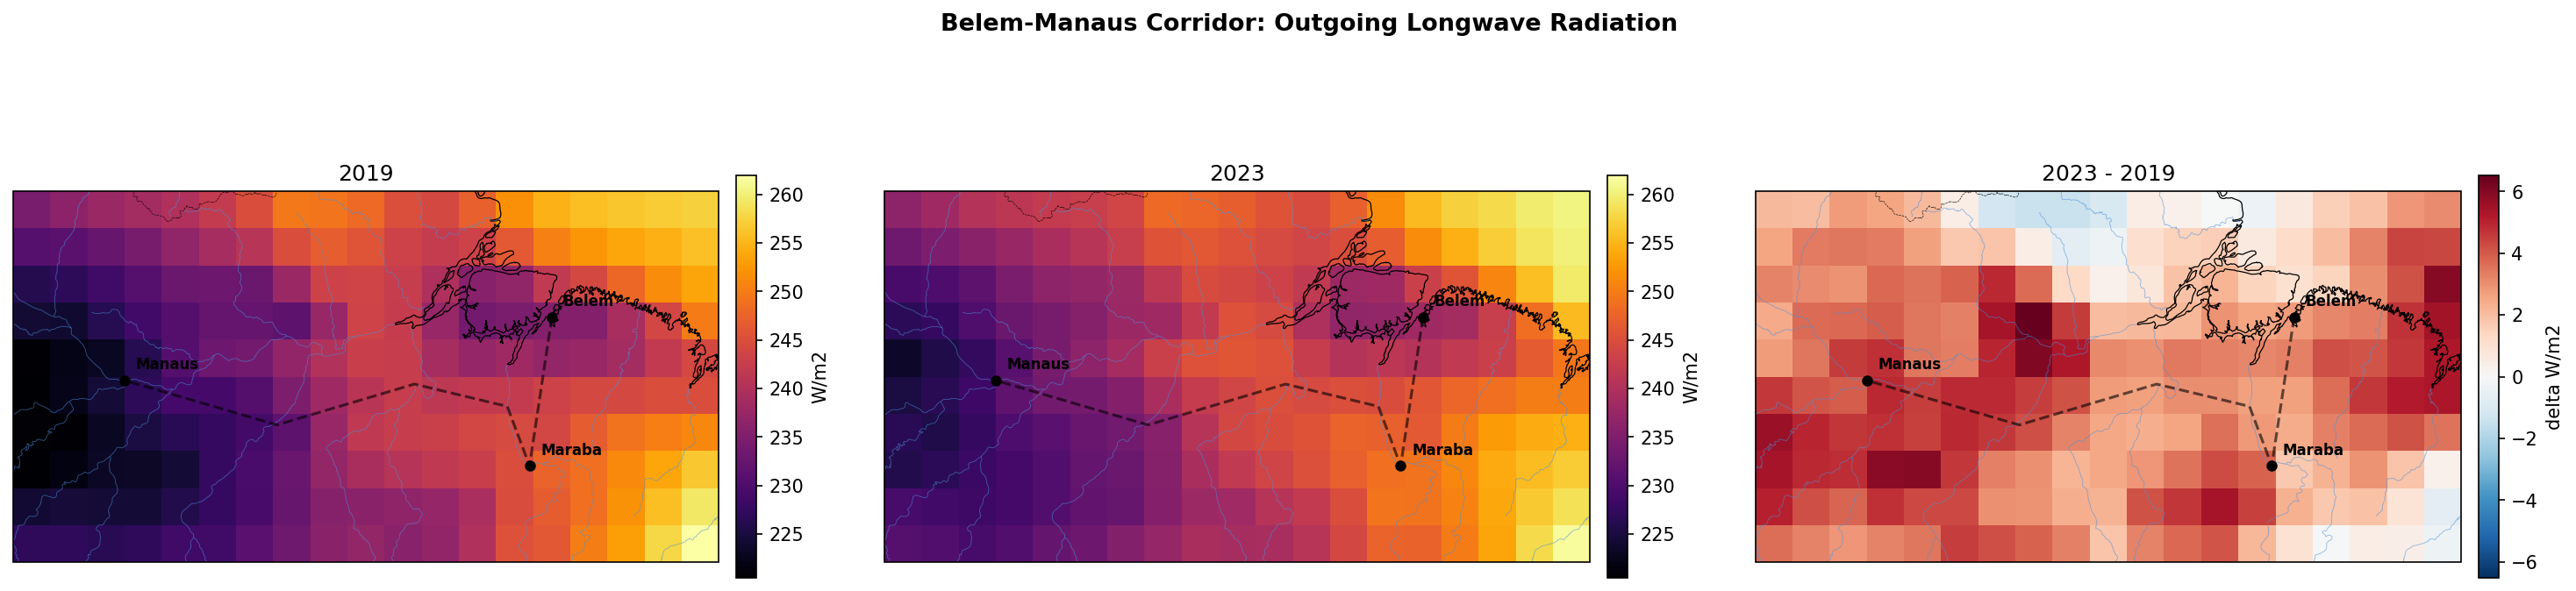 Belem-Manaus Corridor: Outgoing Longwave Radiation
2019
Manaus
Belem
Maraba
260
255
250
245
240
235
230
225
W/m2
2023
Manaus
Belem
Maraba
260
255
250
245
240
235
230
225
W/m2
2023 - 2019
Manaus
Belem
Maraba
6
4
2
0
−2
−4
−6
delta W/m2